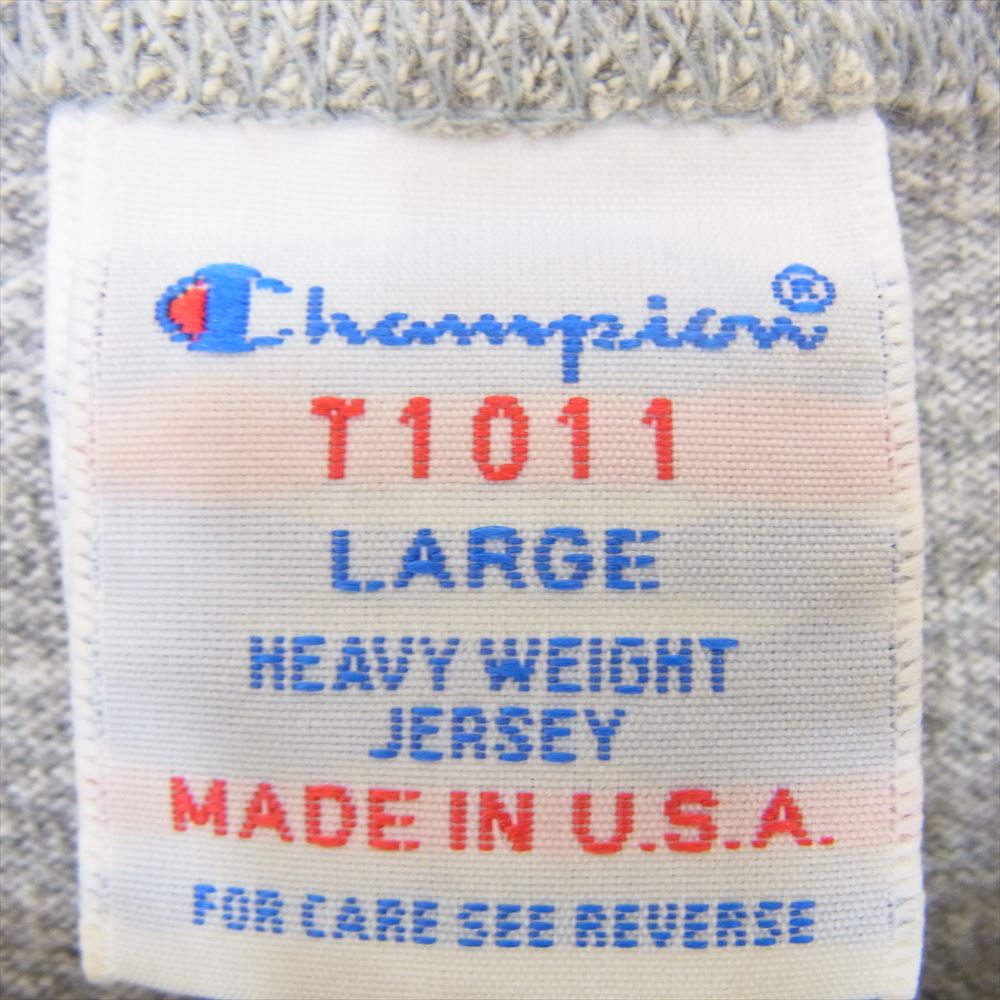 Champion®
T1011
LARGE
HEAVY WEIGHT
JERSEY
MADE IN U.S.A.
FOR CARE SEE REVERSE